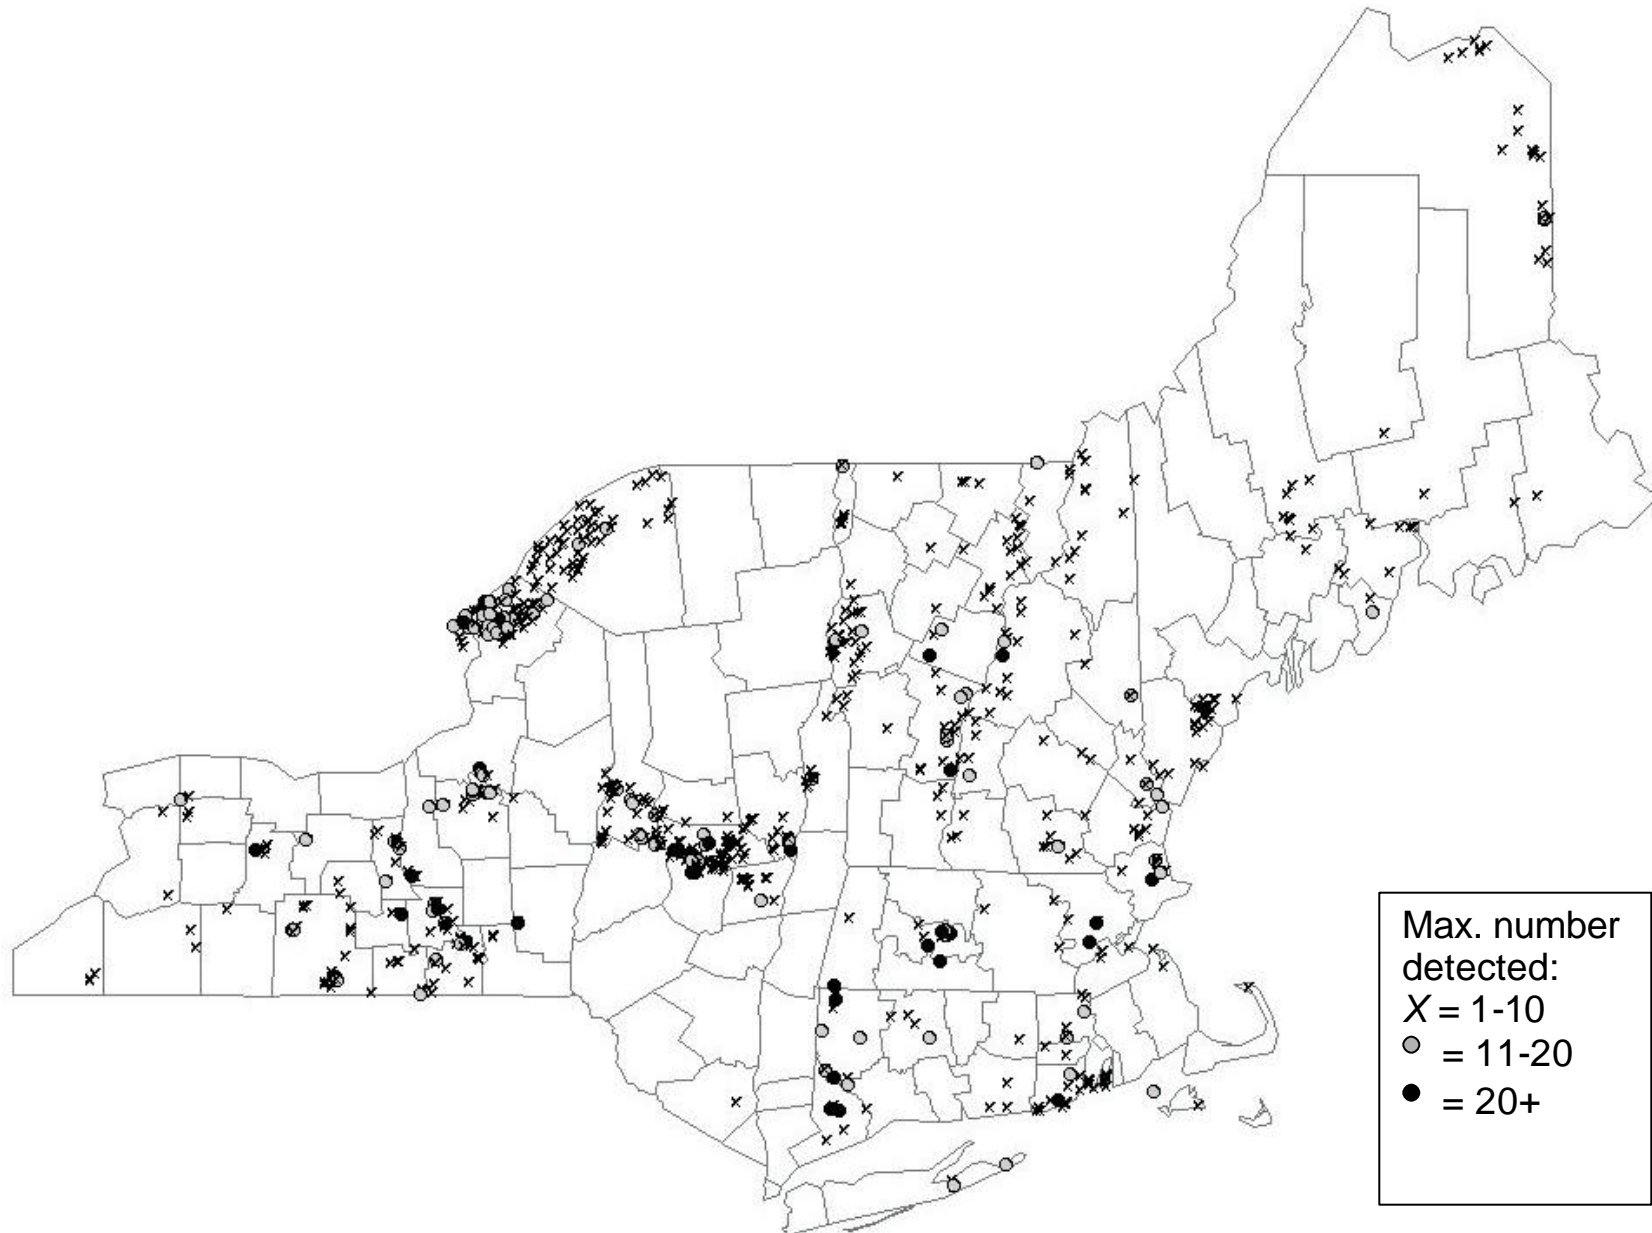 Max. number
detected:
X = 1-10
= 11-20
= 20+